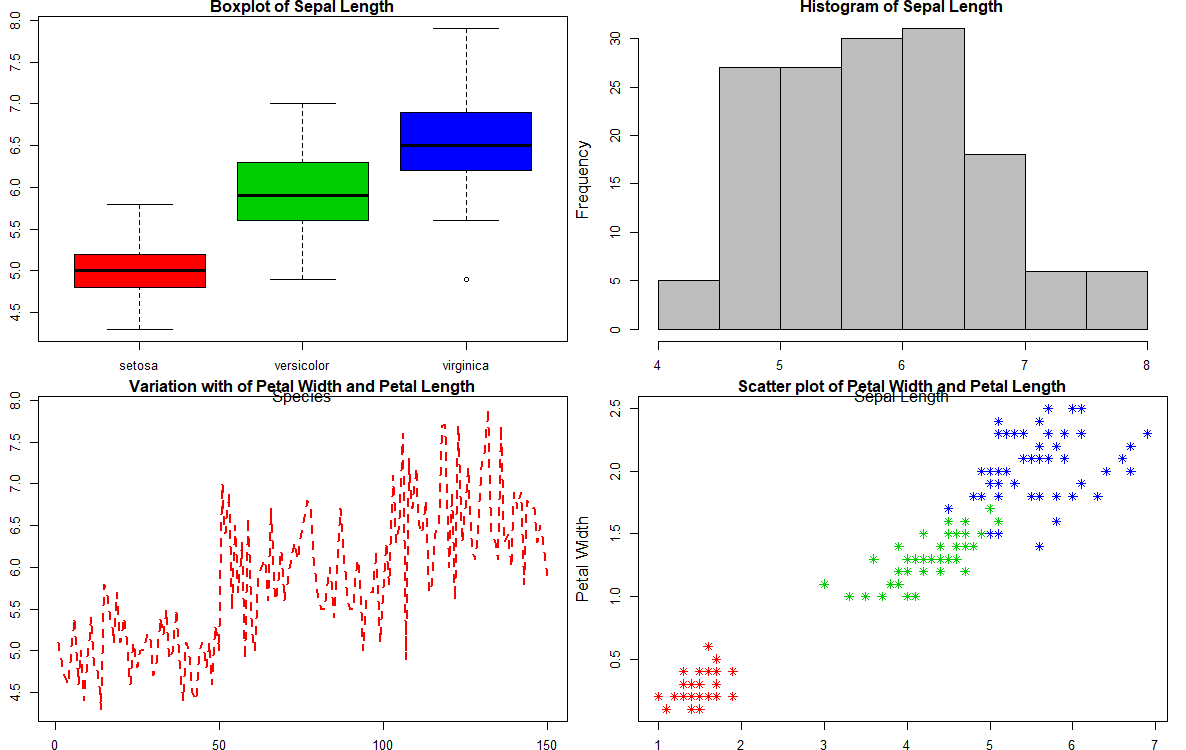 Boxplot of Sepal Length
8.0
7.5
7.0
6.5
6.0
5.5
5.0
4.5
setosa versicolor virginica
Species
Histogram of Sepal Length
Frequency
30
25
20
15
10
5
0
4 5 6 7 8
Sepal Length
Variation with of Petal Width and Petal Length
8.0
7.5
7.0
6.5
6.0
5.5
5.0
4.5
0 50 100 150
Scatter plot of Petal Width and Petal Length
Petal Width
2.5
2.0
1.5
1.0
0.5
1 2 3 4 5 6 7